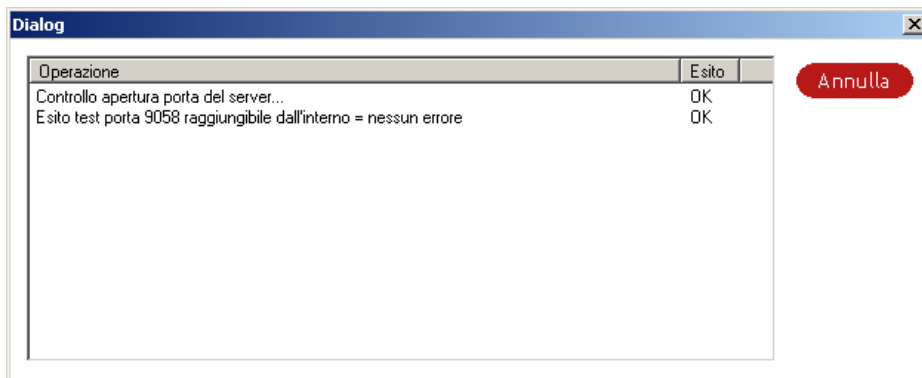 Dialog
Operazione Esito
Annulla
Controllo apertura porta del server... OK
Esito test porta 9058 raggiungibile dall'interno = nessun errore OK